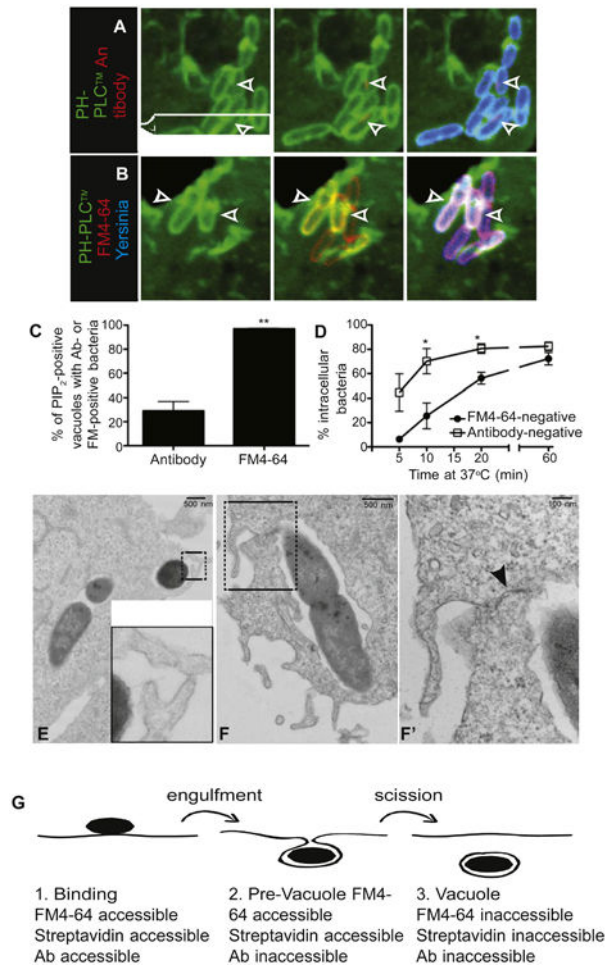 A
PH-
PLC™ An
tibody
B
PH-PLC™
FM4-64
Yersinia
C
% of PIP₂-positive
vacuoles with Ab- or
FM-positive bacteria
100
80
60
40
20
0
**
Antibody
FM4-64
D
% intracellular
bacteria
100
80
60
40
20
0
*
*
FM4-64-negative
Antibody-negative
5
10
15
20
60
Time at 37°C (min)
500 nm
E
500 nm
F
100 nm
F'
G
engulfment
scission
1. Binding
FM4-64 accessible
Streptavidin accessible
Ab accessible
2. Pre-Vacuole FM4-
64 accessible
Streptavidin accessible
Ab inaccessible
3. Vacuole
FM4-64 inaccessible
Streptavidin inaccessible
Ab inaccessible